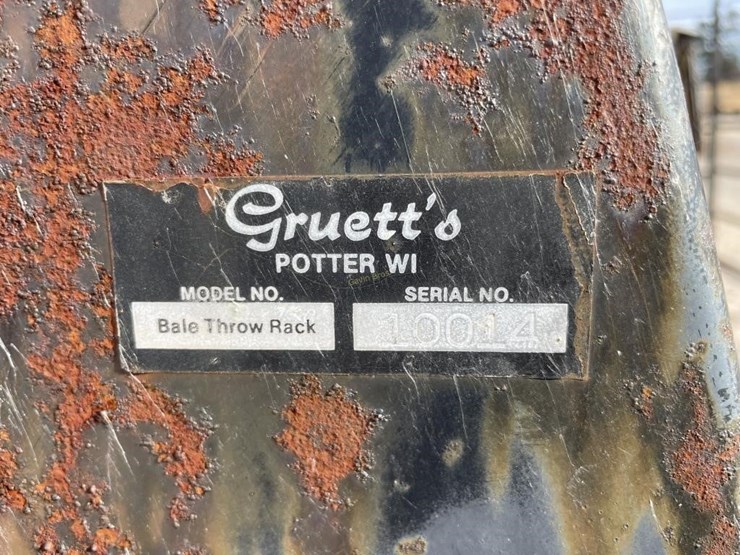 Gruett's
POTTER WI
MODEL NO. SERIAL NO.
Bale Throw Rack 10014